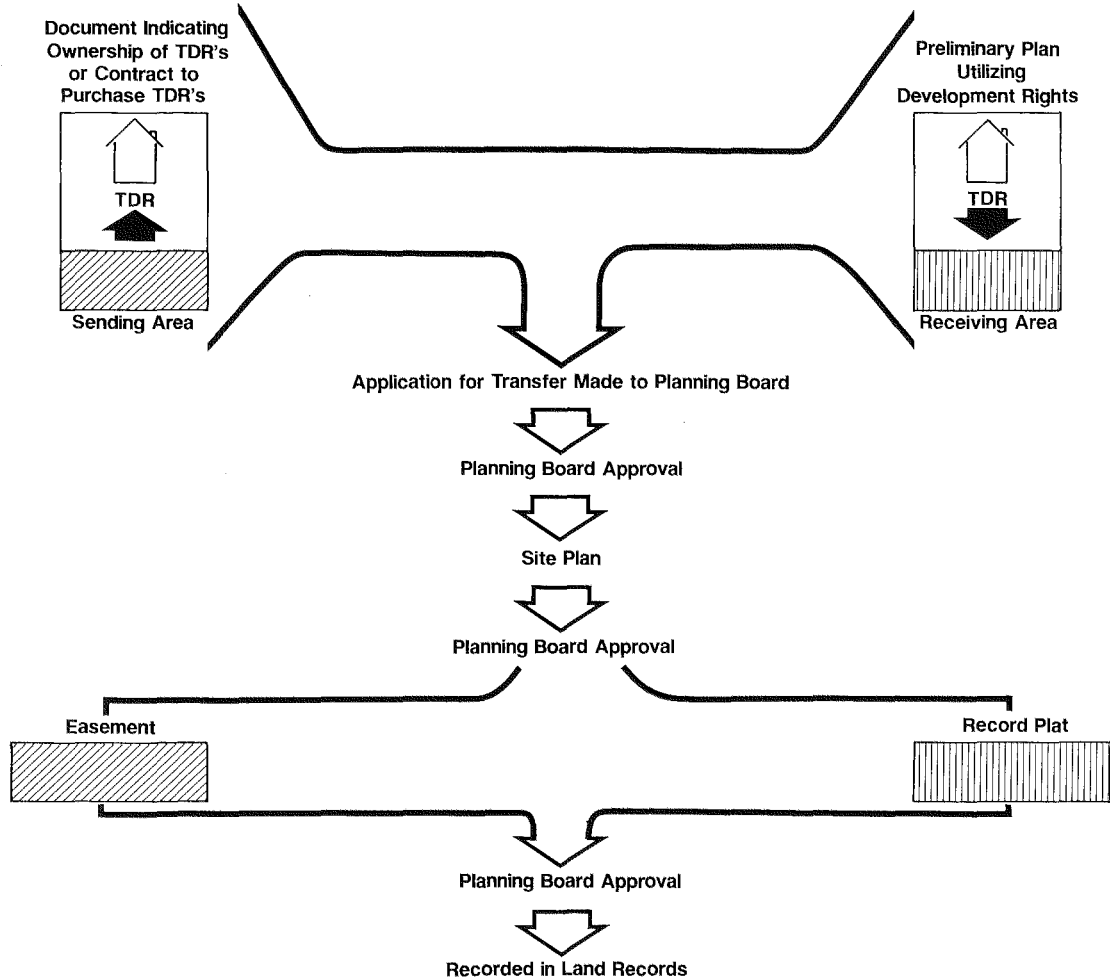 Document Indicating
Ownership of TDR's
or Contract to
Purchase TDR's
TDR
Sending Area
Preliminary Plan
Utilizing
Development Rights
TDR
Receiving Area
Application for Transfer Made to Planning Board
Planning Board Approval
Site Plan
Planning Board Approval
Easement
Record Plat
Planning Board Approval
Recorded in Land Records